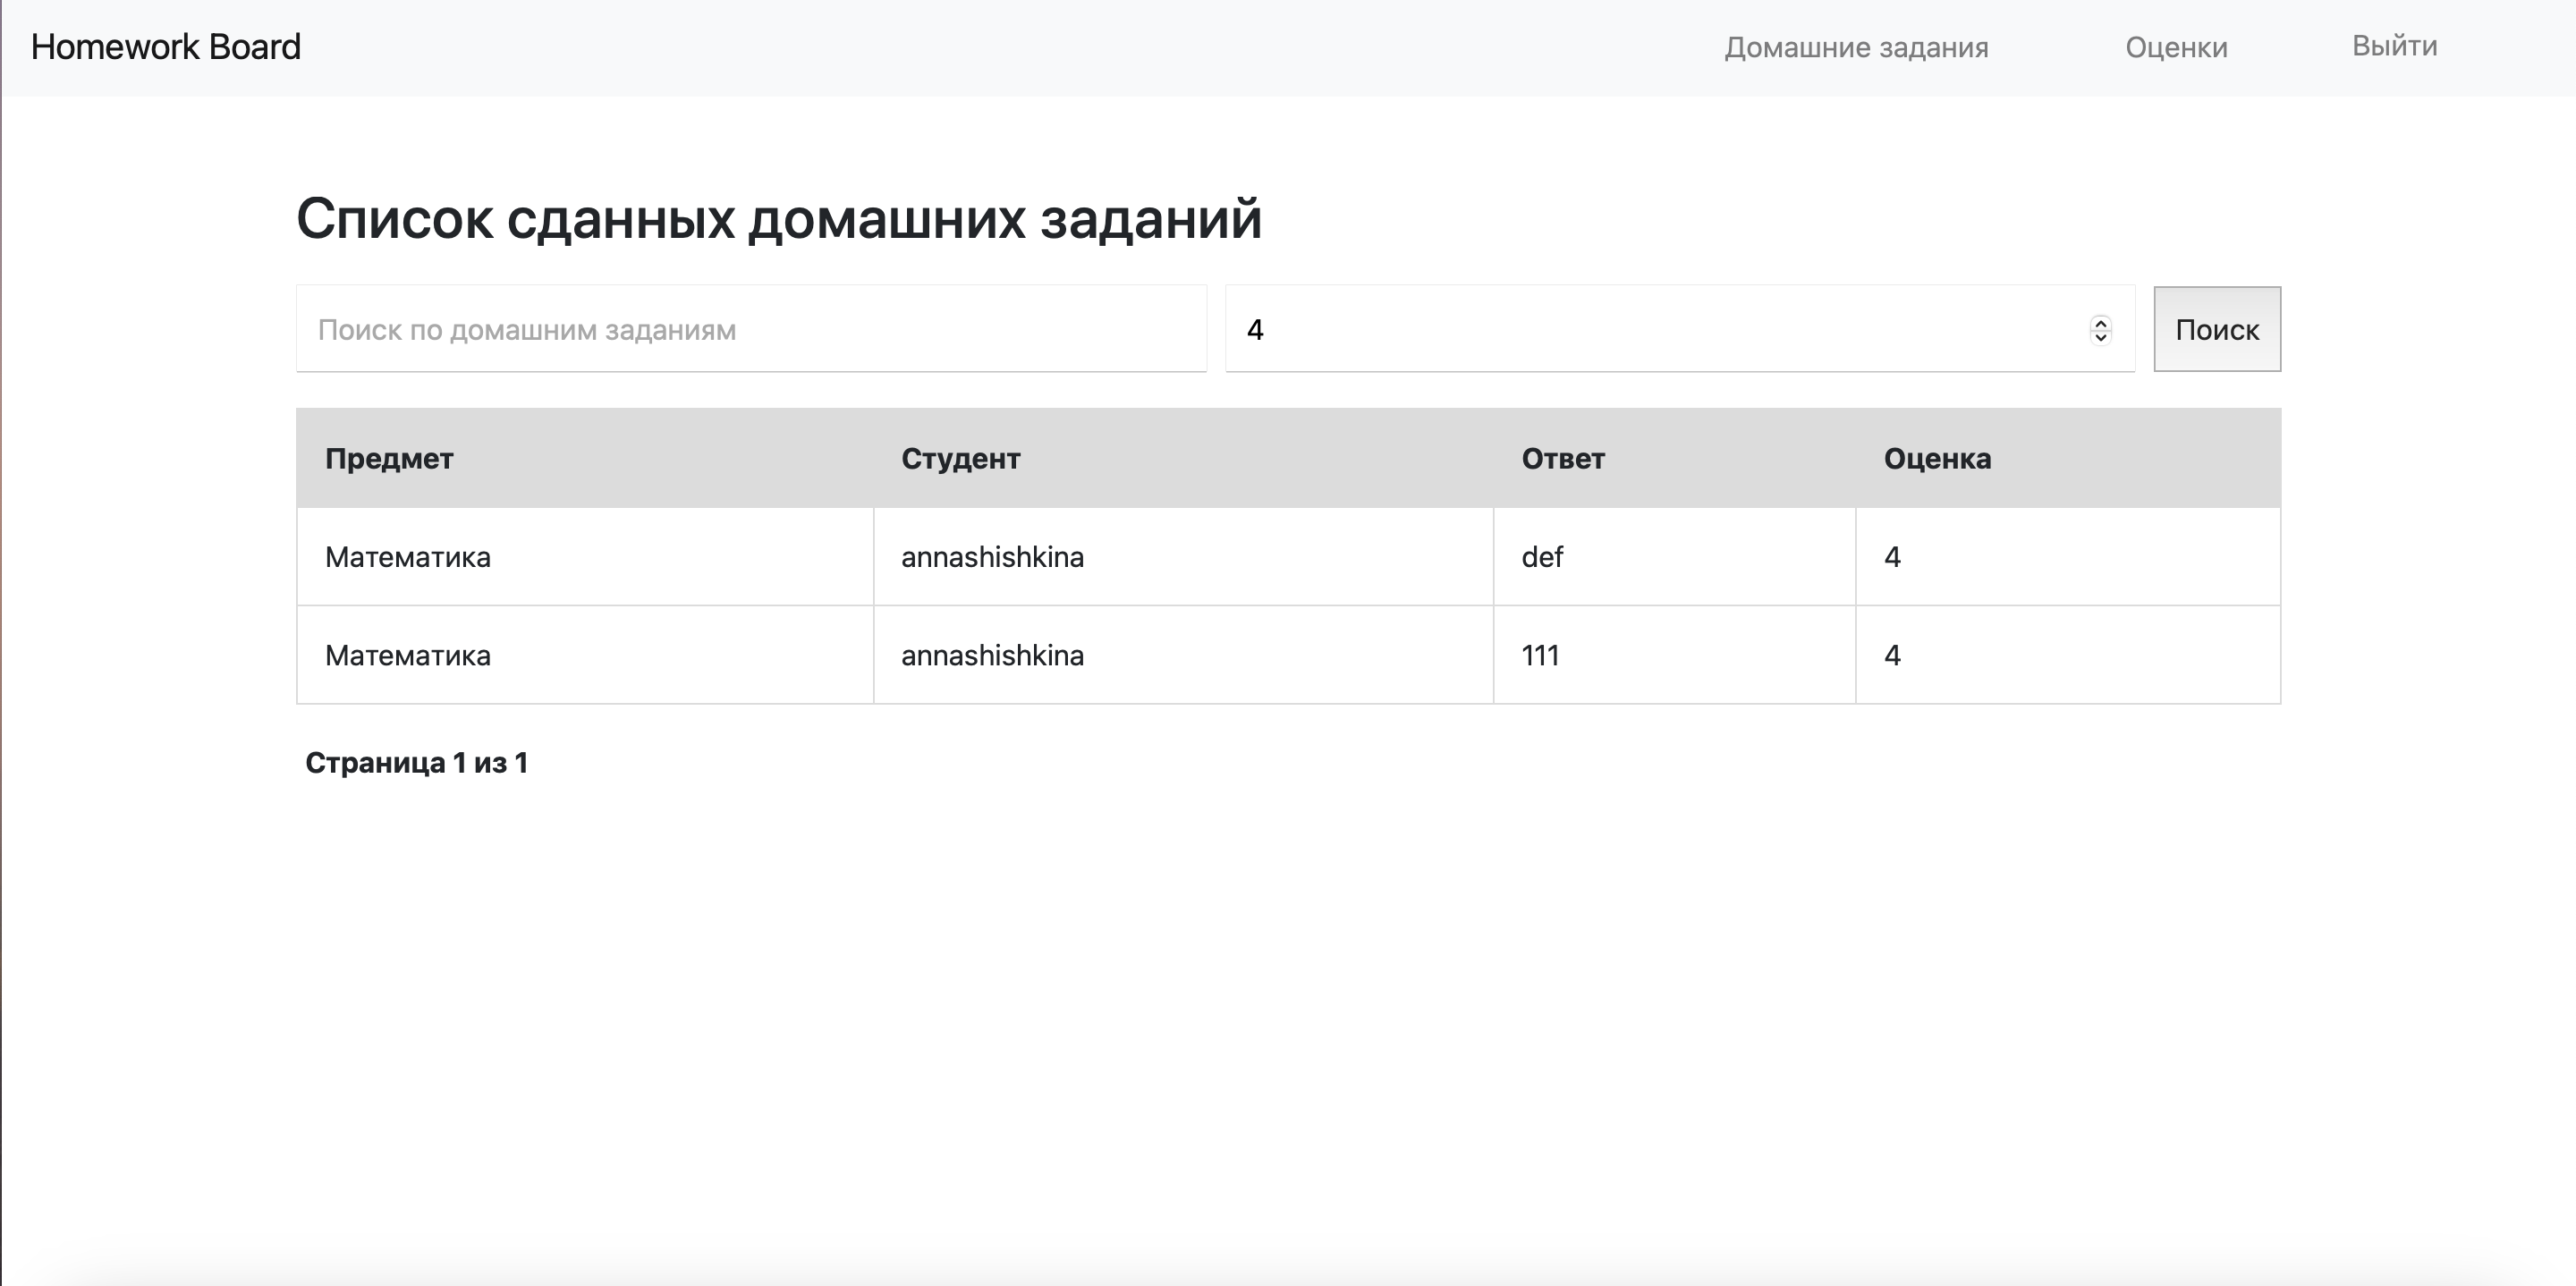 Homework Board Домашние задания Оценки Выйти
Список сданных домашних заданий
Поиск по домашним заданиям 4 Поиск
Предмет Студент Ответ Оценка
Математика annashishkina def 4
Математика annashishkina 111 4
Страница 1 из 1